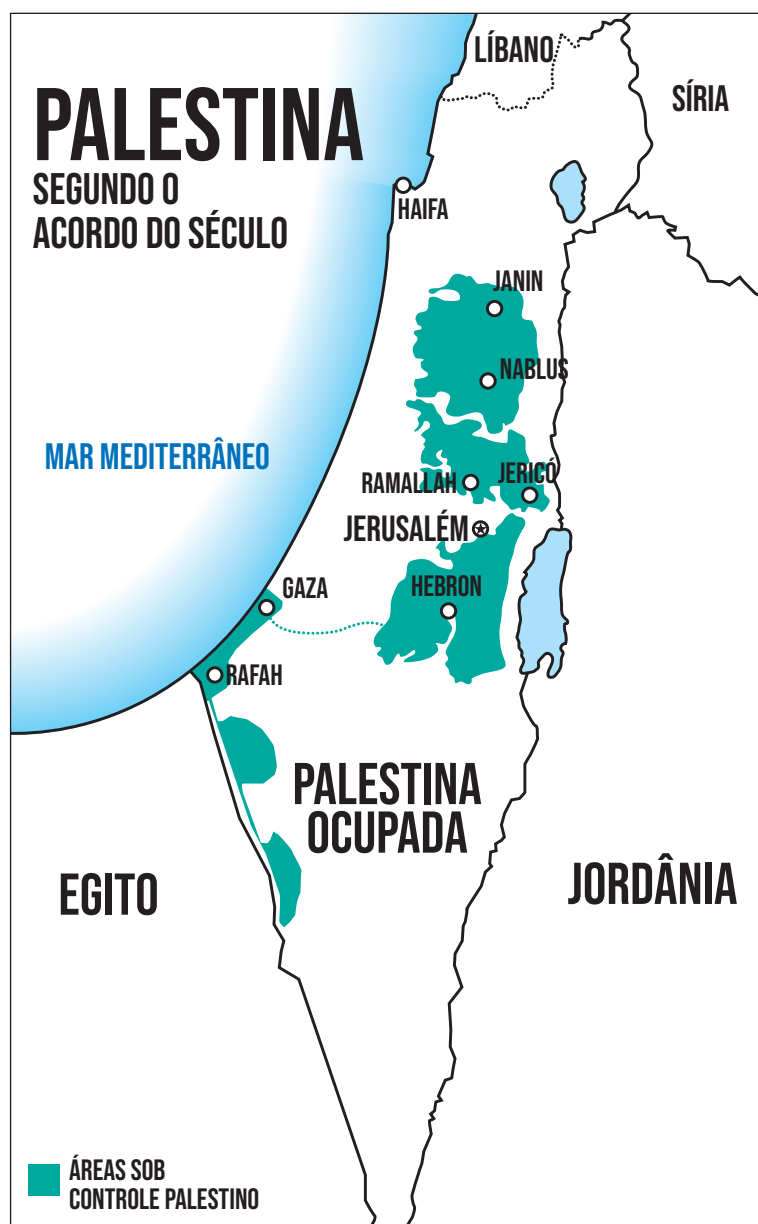 PALESTINA
SEGUNDO O
ACORDO DO SÉCULO
LÍBANO
SÍRIA
HAIFA
JANIN
NABLUS
MAR MEDITERRÂNEO
RAMALLAH
JERICÓ
JERUSALÉM
GAZA
HEBRON
RAFAH
PALESTINA
OCUPADA
EGITO
JORDÂNIA
ÁREAS SOB
CONTROLE PALESTINO